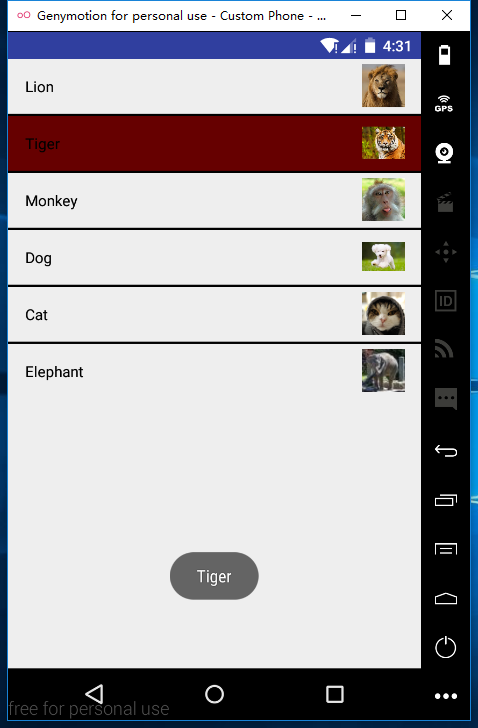 Genymotion for personal use - Custom Phone - ...
4:31
Lion
GPS
Tiger
Monkey
Dog
ID
Cat
Elephant
Tiger
free for personal use